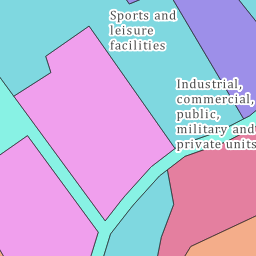 Sports and
leisure
facilities
Industrial,
commercial,
public,
military and
private units